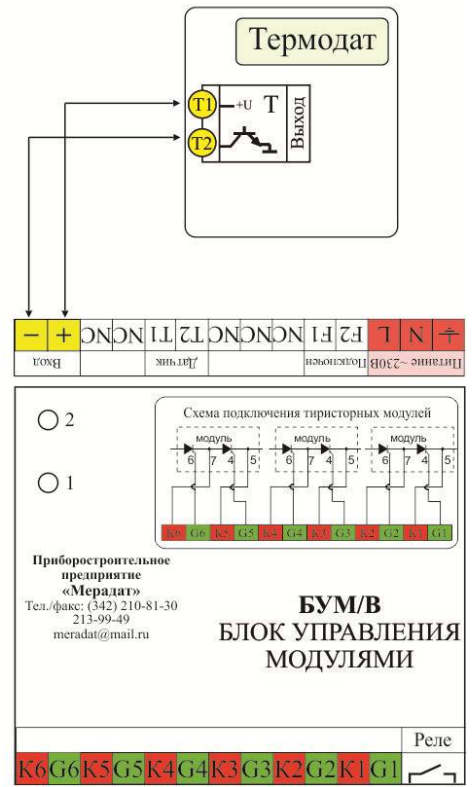 Термодат
T1 +U T
T2
Выход
− + NC NC T1 T2 NC NC NC F1 F2 L N
Вход Датчик Подключен Питание ~230В
2
1
Схема подключения тиристорных модулей
модуль модуль модуль
6 7 4 5 6 7 4 5 6 7 4 5
K6 G6 K5 G5 K4 G4 K3 G3 K2 G2 K1 G1
Приборостроительное
предприятие
«Мерадат»
Тел./факс: (342) 210-81-30
213-99-49
meradat@mail.ru
БУМ/В
БЛОК УПРАВЛЕНИЯ
МОДУЛЯМИ
Реле
K6 G6 K5 G5 K4 G4 K3 G3 K2 G2 K1 G1